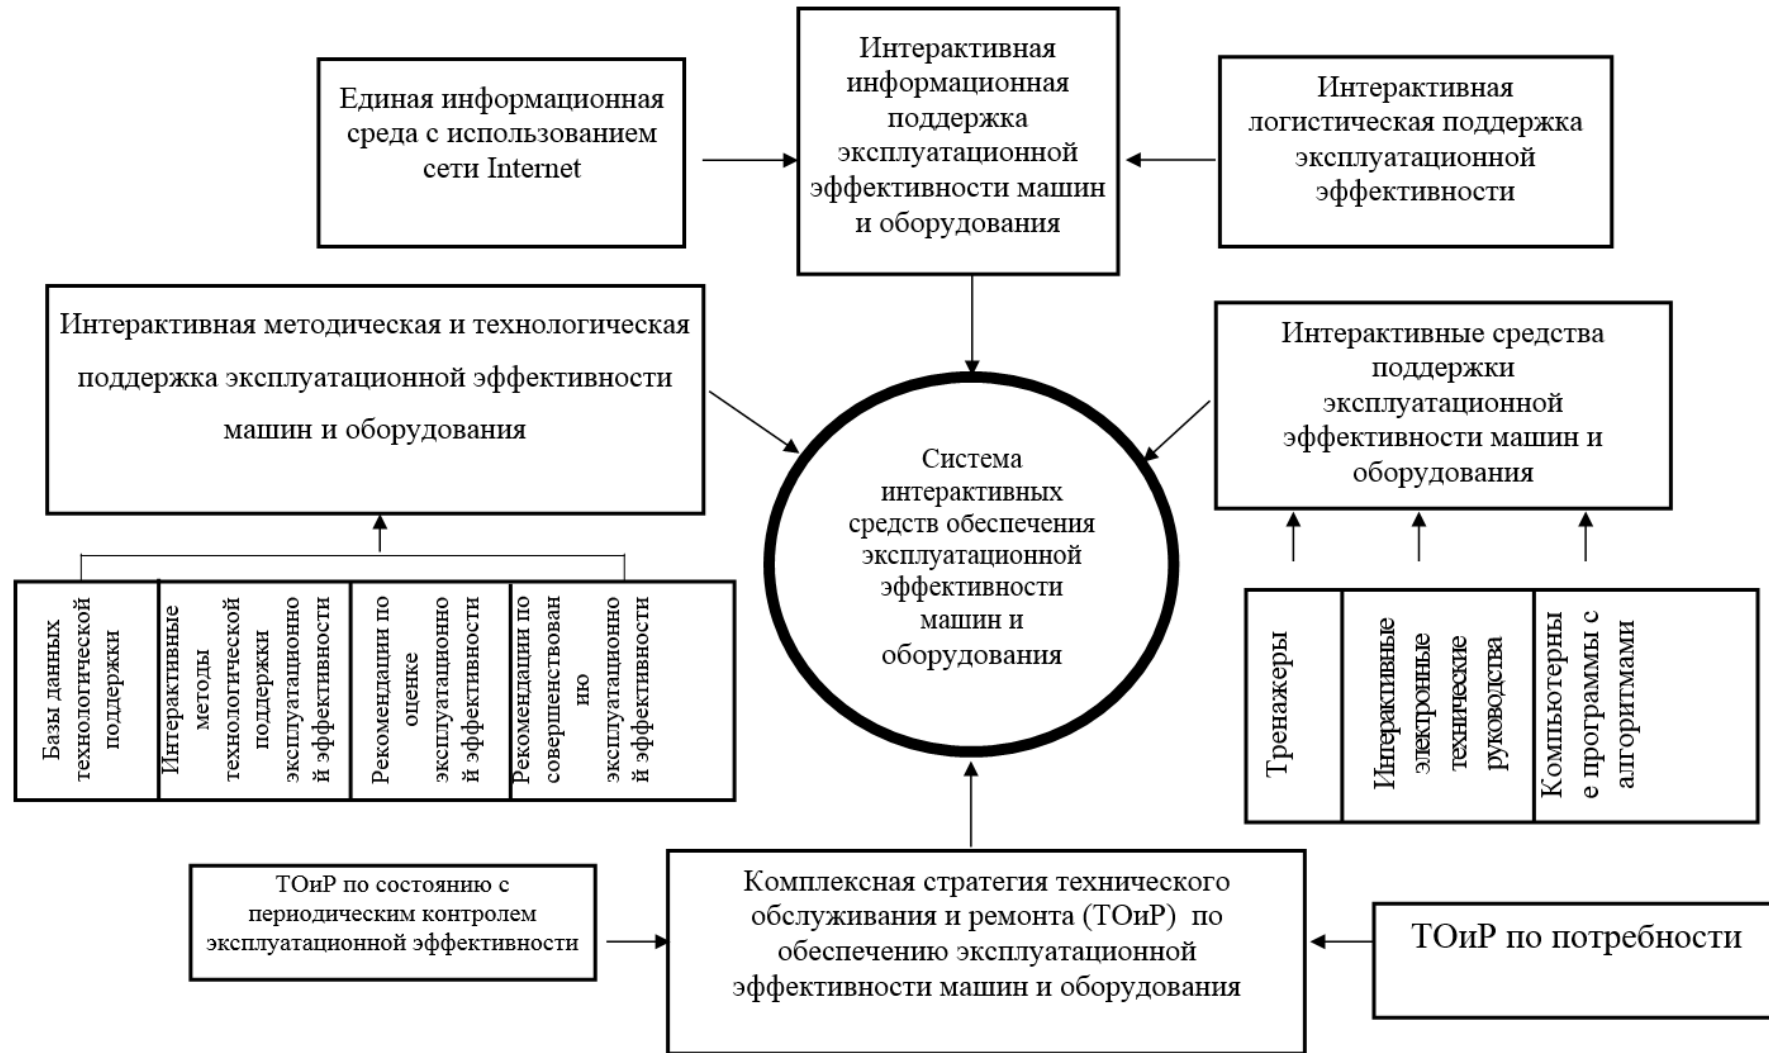 Единая информационная
среда с использованием
сети Internet
Интерактивная
информационная
поддержка
эксплуатационной
эффективности машин
и оборудования
Интерактивная
логистическая поддержка
эксплуатационной
эффективности
Интерактивная методическая и технологическая
поддержка эксплуатационной эффективности
машин и оборудования
Интерактивные средства
поддержки
эксплуатационной
эффективности машин и
оборудования
Система
интерактивных
средств обеспечения
эксплуатационной
эффективности
машин и
оборудования
Базы данных
технологической
поддержки
Интерактивные
методы
технологической
поддержки
эксплуатационно
й эффективности
Рекомендации по
оценке
эксплуатационно
й эффективности
Рекомендации по
совершенствован
ию
эксплуатационно
й эффективности
Тренажеры
Интерактивные
электронные
технические
руководства
Компьютерны
е программы с
алгоритмами
ТОиР по состоянию с
периодическим контролем
эксплуатационной эффективности
Комплексная стратегия технического
обслуживания и ремонта (ТОиР) по
обеспечению эксплуатационной
эффективности машин и оборудования
ТОиР по потребности